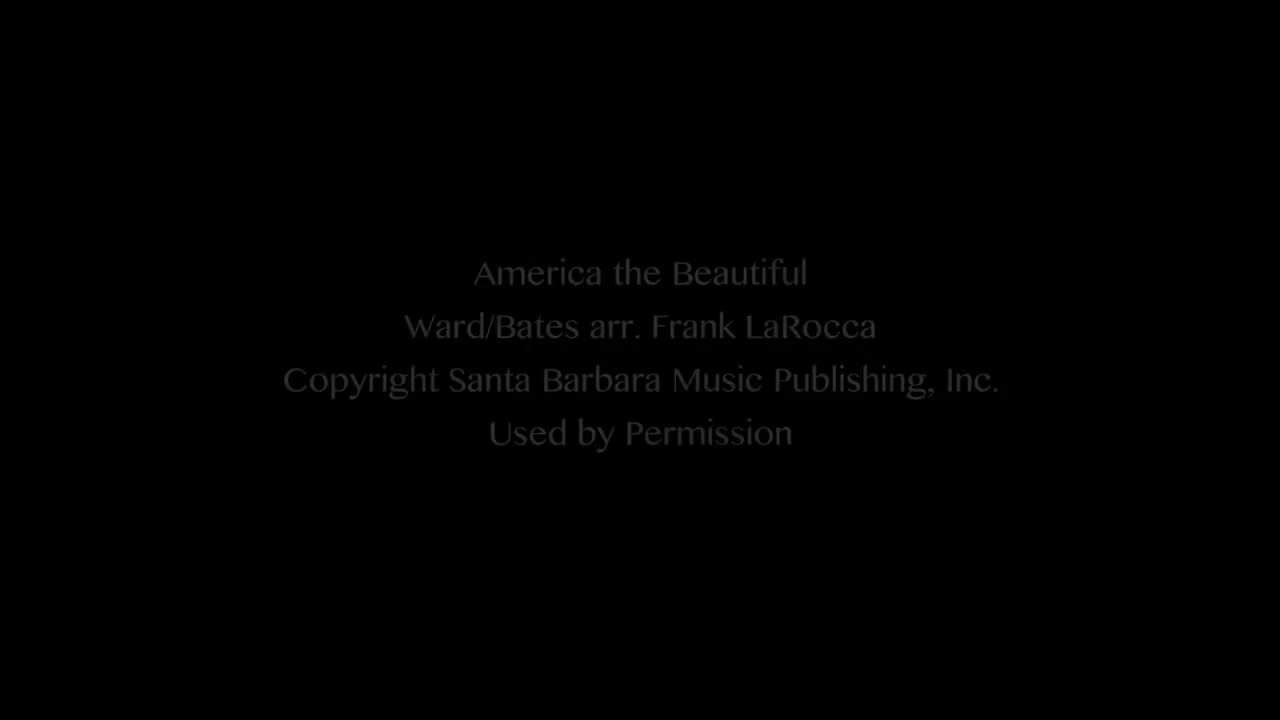 America the Beautiful
Ward/Bates arr. Frank LaRocca
Copyright Santa Barbara Music Publishing, Inc.
Used by Permission